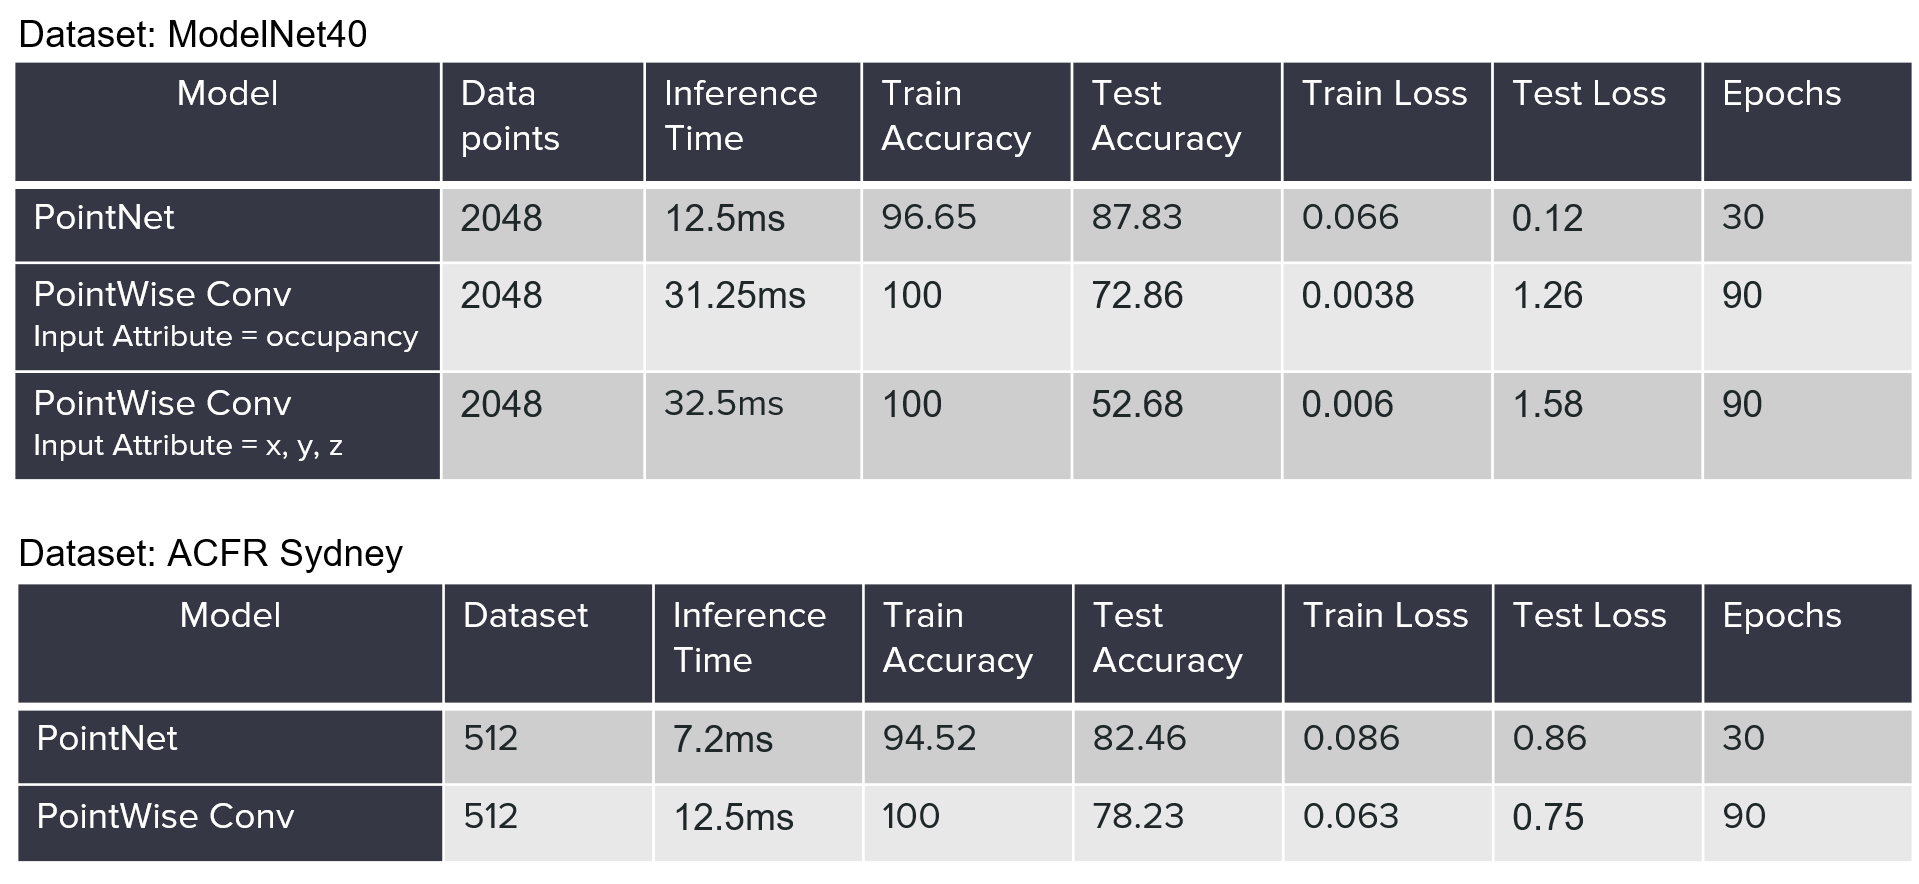 Dataset: ModelNet40
Model Data points Inference Time Train Accuracy Test Accuracy Train Loss Test Loss Epochs
PointNet 2048 12.5ms 96.65 87.83 0.066 0.12 30
PointWise Conv 2048 31.25ms 100 72.86 0.0038 1.26 90
Input Attribute = occupancy
PointWise Conv 2048 32.5ms 100 52.68 0.006 1.58 90
Input Attribute = x, y, z
Dataset: ACFR Sydney
Model Dataset Inference Time Train Accuracy Test Accuracy Train Loss Test Loss Epochs
PointNet 512 7.2ms 94.52 82.46 0.086 0.86 30
PointWise Conv 512 12.5ms 100 78.23 0.063 0.75 90